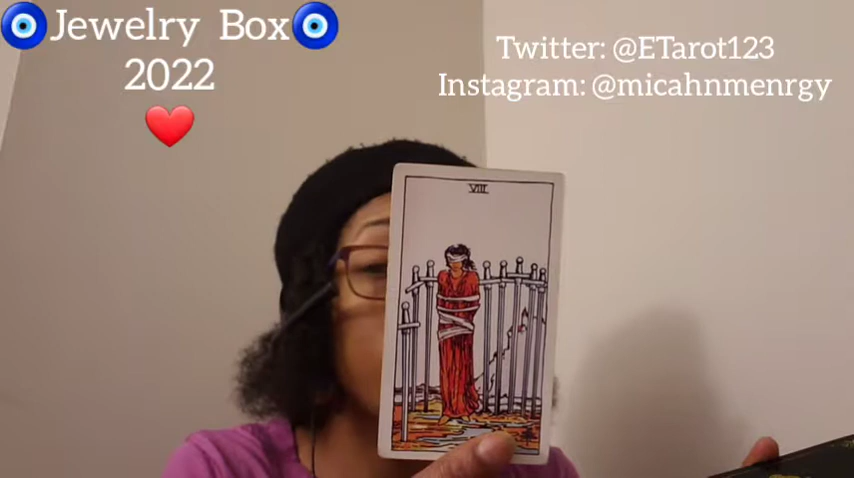 Jewelry Box
2022
Twitter: @ETarot123
Instagram: @micahnmenrgy
VIII